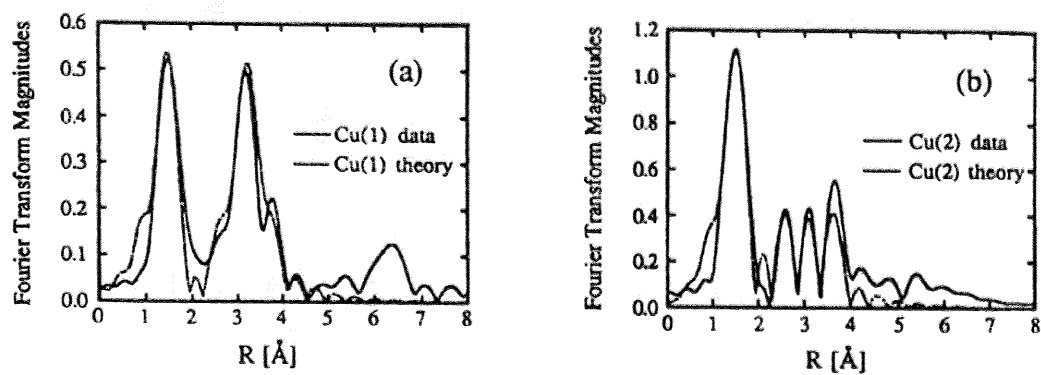 0.6
0.5
0.4
0.3
0.2
0.1
0.0
0 1 2 3 4 5 6 7 8
R [Å]
Fourier Transform Magnitudes
(a)
Cu(1) data
Cu(1) theory
1.2
1.0
0.8
0.6
0.4
0.2
0.0
0 1 2 3 4 5 6 7 8
R [Å]
Fourier Transform Magnitudes
(b)
Cu(2) data
Cu(2) theory